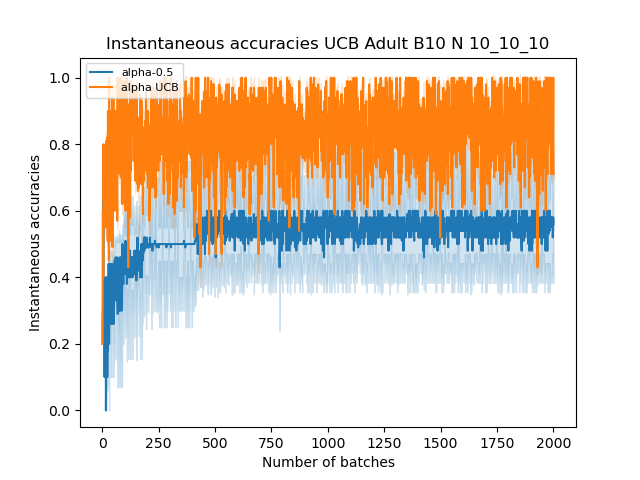 Instantaneous accuracies UCB Adult B10 N 10_10_10
alpha-0.5
alpha UCB
1.0
0.8
0.6
0.4
0.2
0.0
Instantaneous accuracies
0 250 500 750 1000 1250 1500 1750 2000
Number of batches